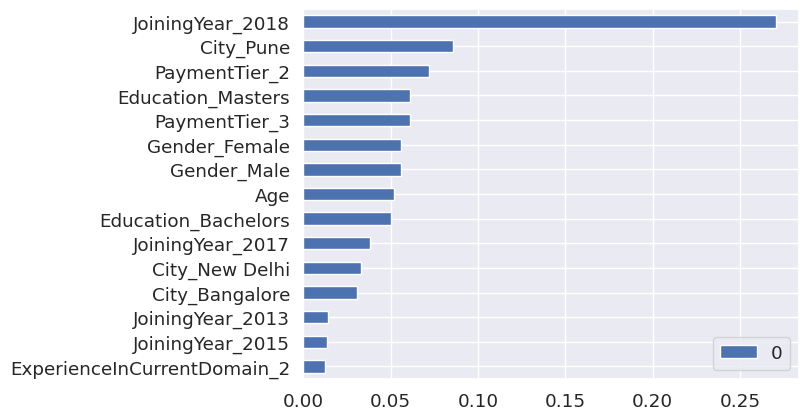 JoiningYear_2018
City_Pune
PaymentTier_2
Education_Masters
PaymentTier_3
Gender_Female
Gender_Male
Age
Education_Bachelors
JoiningYear_2017
City_New Delhi
City_Bangalore
JoiningYear_2013
JoiningYear_2015
ExperienceInCurrentDomain_2
0
0.00 0.05 0.10 0.15 0.20 0.25